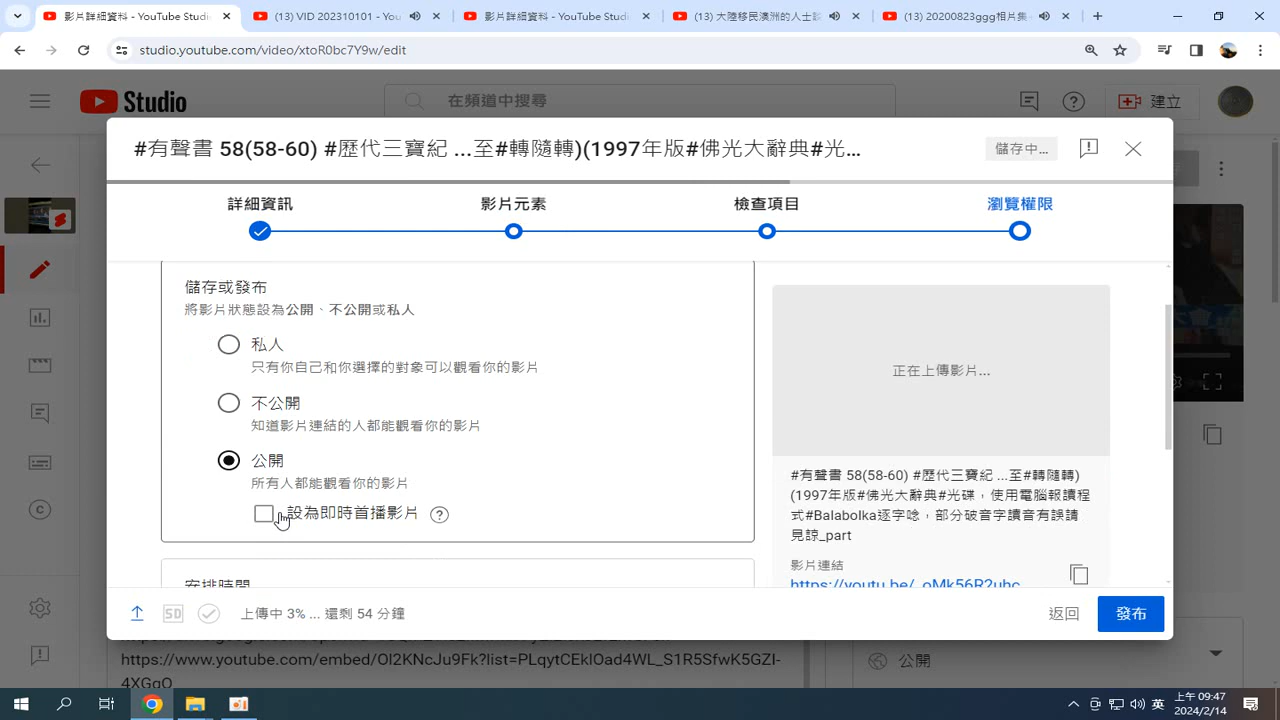 影片詳細資料 - YouTube Studi
(13) VID 202310101 - You
影片詳細資料 - YouTube Studi
(13) 大陸移民澳洲的人士談
(13) 20200823ggg相片集
studio.youtube.com/video/xtoR0bc7Y9w/edit
Studio
在頻道中搜尋
建立
#有聲書 58(58-60) #歷代三寶紀 ...至#轉隨轉)(1997年版#佛光大辭典#光...
儲存中...
詳細資訊
影片元素
檢查項目
瀏覽權限
儲存或發布
將影片狀態設為公開、不公開或私人
私人
只有你自己和你選擇的對象可以觀看你的影片
不公開
知道影片連結的人都能觀看你的影片
公開
所有人都能觀看你的影片
設為即時首播影片
安排時間
正在上傳影片...
#有聲書 58(58-60) #歷代三寶紀 ...至#轉隨轉)
(1997年版#佛光大辭典#光碟，使用電腦報讀程
式#Balabolka逐字唸，部分破音字讀音有誤請
見諒_part
影片連結
https://youtu.be/_oMk56R2uhc
SD
上傳中 3% ... 還剩 54 分鐘
返回
發布
https://www.youtube.com/embed/Ol2KNcJu9Fk?list=PLqytCEklOad4WL_S1R5SfwK5GZI-
4XGgO
公開
英
上午 09:47
2024/2/14